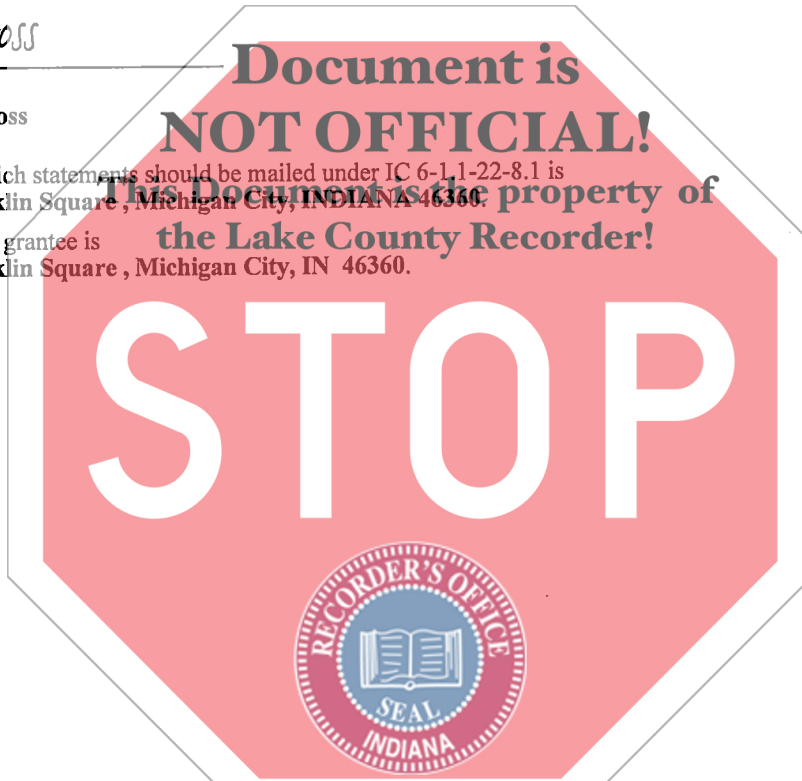 oss
Document is
oss
NOT OFFICIAL!
ich statements should be mailed under IC 6-1.1-22-8.1 is
This Document is the property of
klin Square , Michigan City, INDIANA 46360.
grantee is
the Lake County Recorder!
klin Square , Michigan City, IN 46360.
STOP
RECORDER'S OFFICE
SEAL
INDIANA